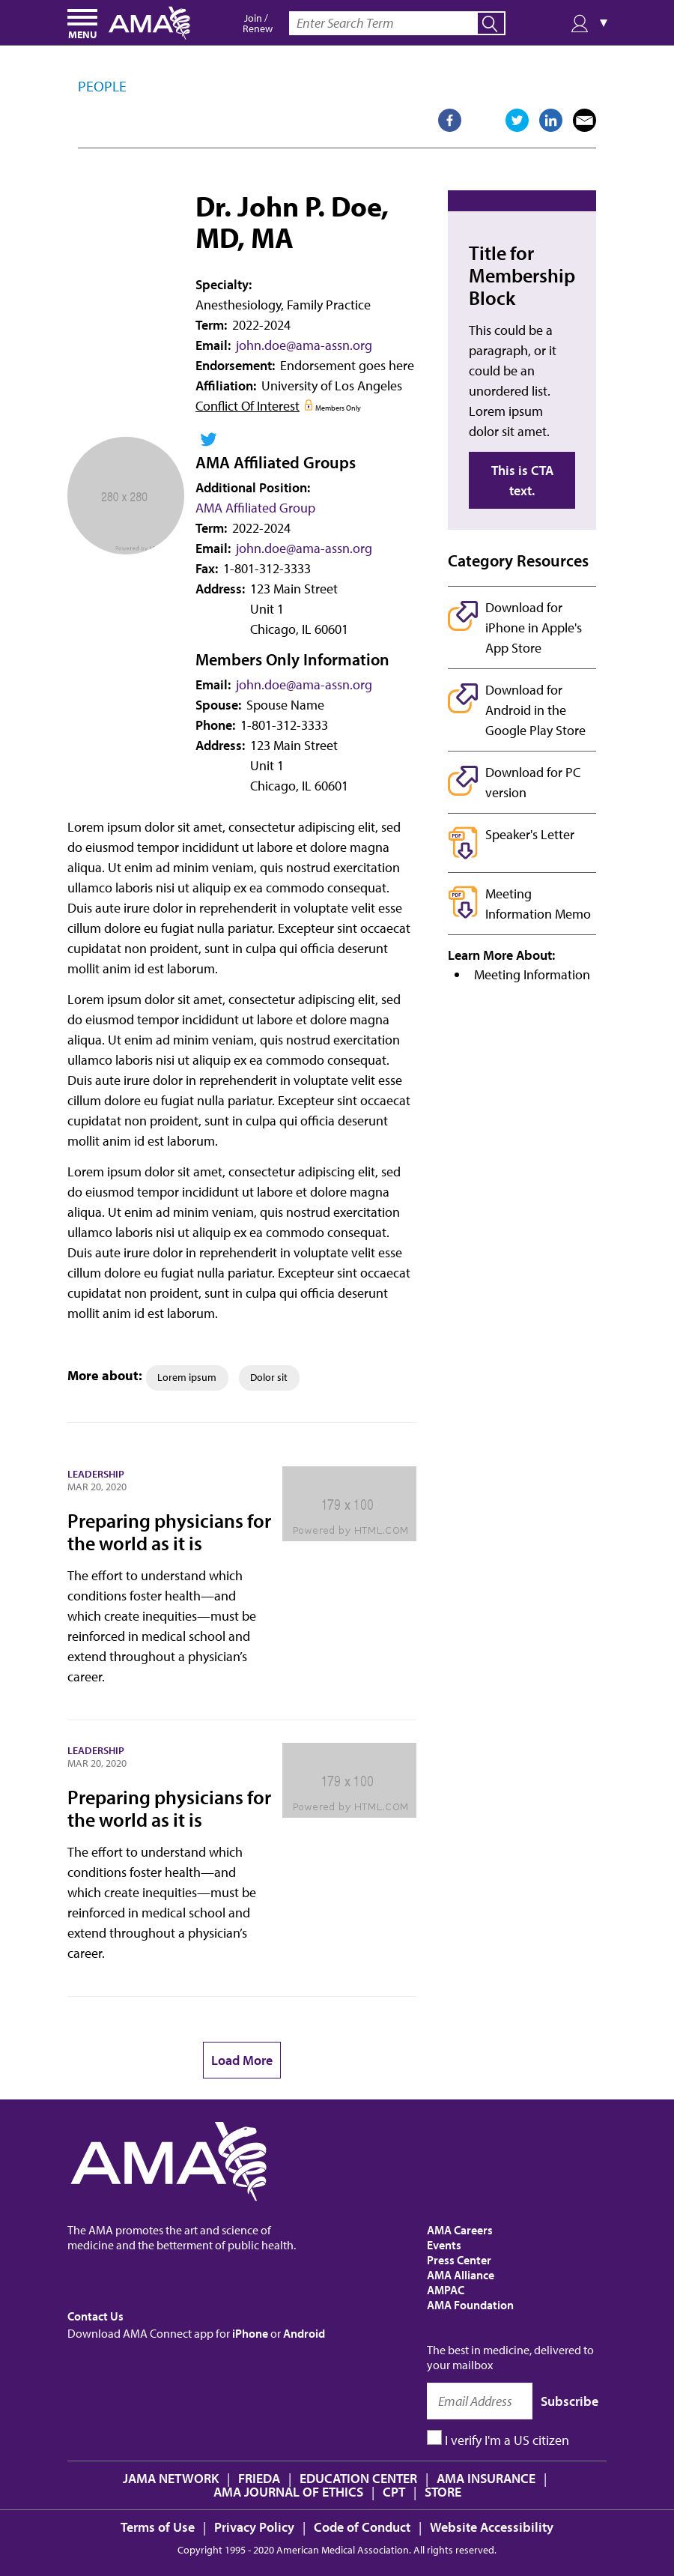 MENU
AMA
Join /
Renew
Enter Search Term
PEOPLE
Dr. John P. Doe,
MD, MA
Specialty:
Anesthesiology, Family Practice
Term: 2022-2024
Email: john.doe@ama-assn.org
Endorsement: Endorsement goes here
Affiliation: University of Los Angeles
Conflict Of Interest Members Only
280 x 280
AMA Affiliated Groups
Additional Position:
AMA Affiliated Group
Term: 2022-2024
Email: john.doe@ama-assn.org
Fax: 1-801-312-3333
Address: 123 Main Street
Unit 1
Chicago, IL 60601
Members Only Information
Email: john.doe@ama-assn.org
Spouse: Spouse Name
Phone: 1-801-312-3333
Address: 123 Main Street
Unit 1
Chicago, IL 60601
Lorem ipsum dolor sit amet, consectetur adipiscing elit, sed
do eiusmod tempor incididunt ut labore et dolore magna
aliqua. Ut enim ad minim veniam, quis nostrud exercitation
ullamco laboris nisi ut aliquip ex ea commodo consequat.
Duis aute irure dolor in reprehenderit in voluptate velit esse
cillum dolore eu fugiat nulla pariatur. Excepteur sint occaecat
cupidatat non proident, sunt in culpa qui officia deserunt
mollit anim id est laborum.
Lorem ipsum dolor sit amet, consectetur adipiscing elit, sed
do eiusmod tempor incididunt ut labore et dolore magna
aliqua. Ut enim ad minim veniam, quis nostrud exercitation
ullamco laboris nisi ut aliquip ex ea commodo consequat.
Duis aute irure dolor in reprehenderit in voluptate velit esse
cillum dolore eu fugiat nulla pariatur. Excepteur sint occaecat
cupidatat non proident, sunt in culpa qui officia deserunt
mollit anim id est laborum.
Lorem ipsum dolor sit amet, consectetur adipiscing elit, sed
do eiusmod tempor incididunt ut labore et dolore magna
aliqua. Ut enim ad minim veniam, quis nostrud exercitation
ullamco laboris nisi ut aliquip ex ea commodo consequat.
Duis aute irure dolor in reprehenderit in voluptate velit esse
cillum dolore eu fugiat nulla pariatur. Excepteur sint occaecat
cupidatat non proident, sunt in culpa qui officia deserunt
mollit anim id est laborum.
More about: Lorem ipsum Dolor sit
LEADERSHIP
MAR 20, 2020
Preparing physicians for
the world as it is
The effort to understand which
conditions foster health—and
which create inequities—must be
reinforced in medical school and
extend throughout a physician’s
career.
179 x 100
Powered by HTML.COM
LEADERSHIP
MAR 20, 2020
Preparing physicians for
the world as it is
The effort to understand which
conditions foster health—and
which create inequities—must be
reinforced in medical school and
extend throughout a physician’s
career.
179 x 100
Powered by HTML.COM
Load More
Title for
Membership
Block
This could be a
paragraph, or it
could be an
unordered list.
Lorem ipsum
dolor sit amet.
This is CTA
text.
Category Resources
Download for
iPhone in Apple's
App Store
Download for
Android in the
Google Play Store
Download for PC
version
PDF
Speaker's Letter
PDF
Meeting
Information Memo
Learn More About:
Meeting Information
AMA
The AMA promotes the art and science of
medicine and the betterment of public health.
Contact Us
Download AMA Connect app for iPhone or Android
AMA Careers
Events
Press Center
AMA Alliance
AMPAC
AMA Foundation
The best in medicine, delivered to
your mailbox
Email Address Subscribe
I verify I'm a US citizen
JAMA NETWORK | FRIEDA | EDUCATION CENTER | AMA INSURANCE |
AMA JOURNAL OF ETHICS | CPT | STORE
Terms of Use | Privacy Policy | Code of Conduct | Website Accessibility
Copyright 1995 - 2020 American Medical Association. All rights reserved.